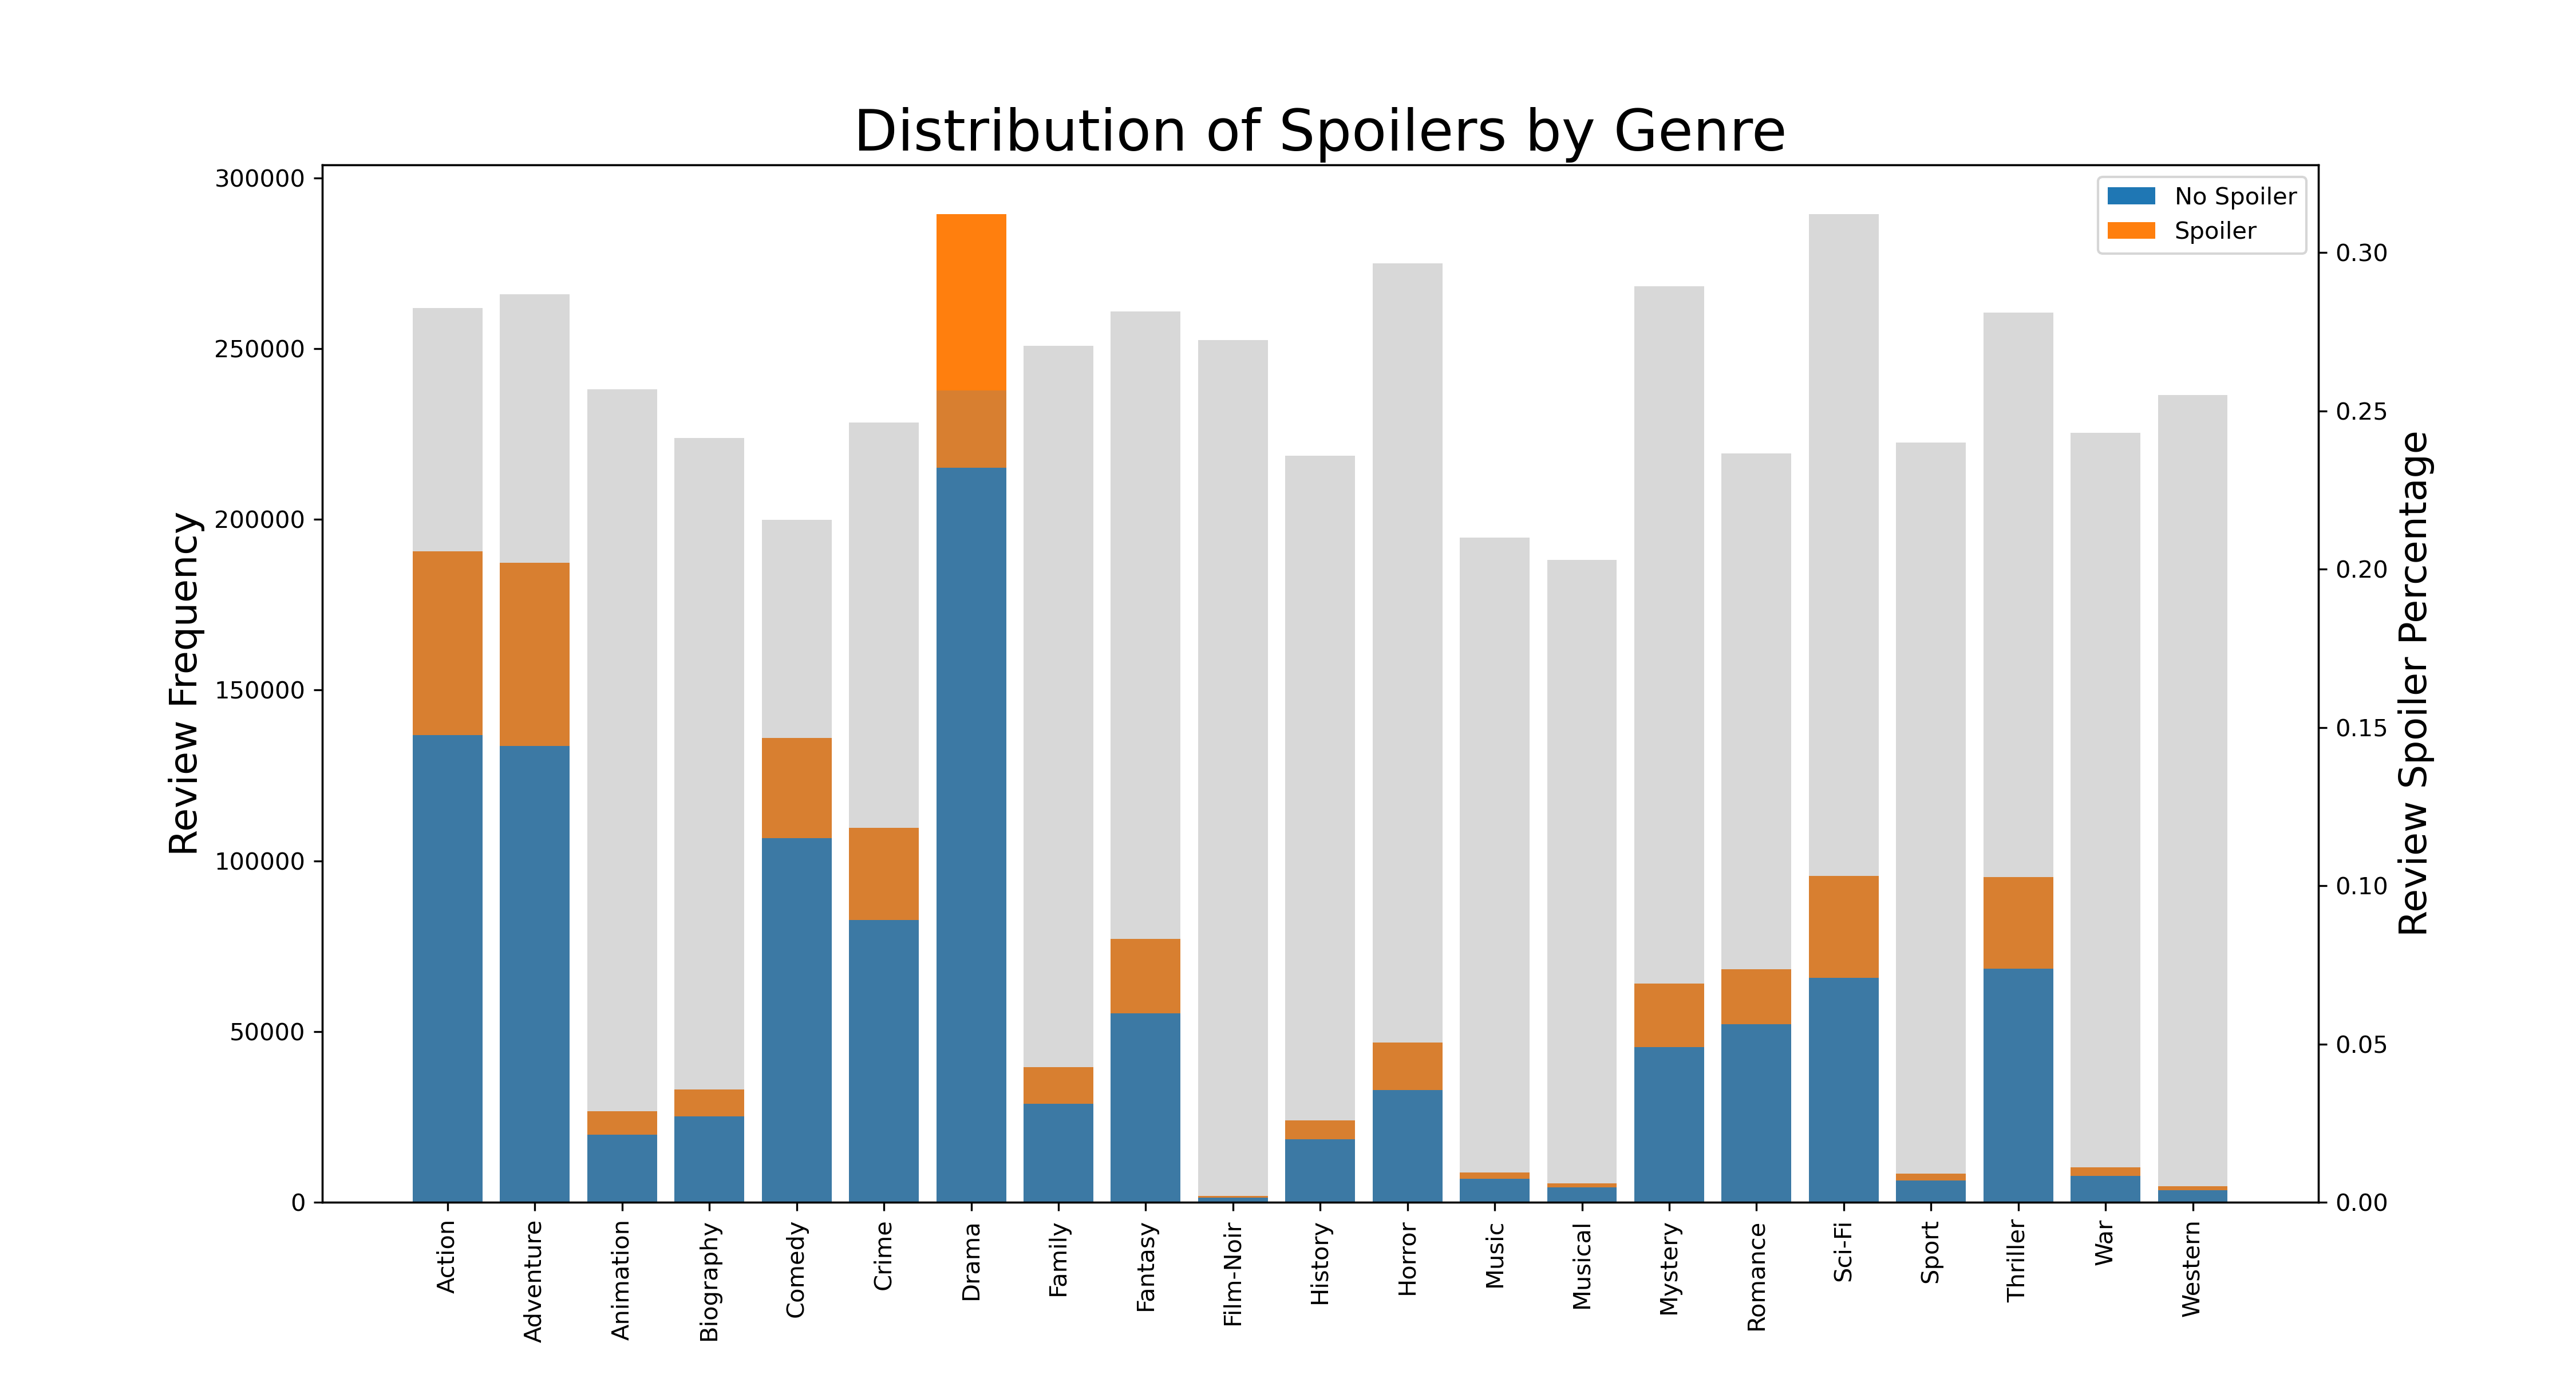 Distribution of Spoilers by Genre
No Spoiler
Spoiler
Review Frequency
300000
250000
200000
150000
100000
50000
0
Review Spoiler Percentage
0.30
0.25
0.20
0.15
0.10
0.05
0.00
Action
Adventure
Animation
Biography
Comedy
Crime
Drama
Family
Fantasy
Film-Noir
History
Horror
Music
Musical
Mystery
Romance
Sci-Fi
Sport
Thriller
War
Western